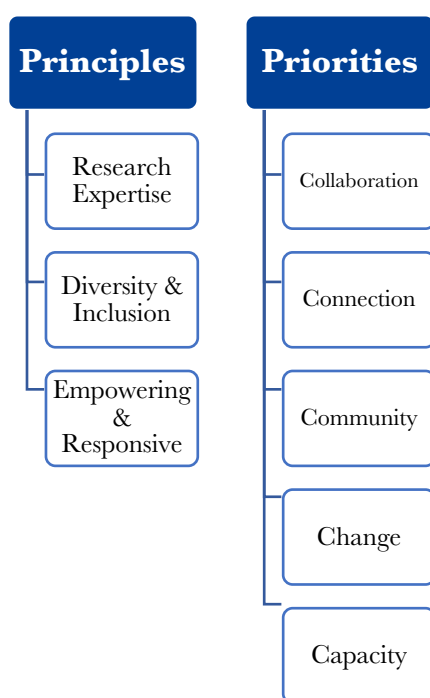 Principles
Research
Expertise
Diversity &
Inclusion
Empowering
&
Responsive
Priorities
Collaboration
Connection
Community
Change
Capacity